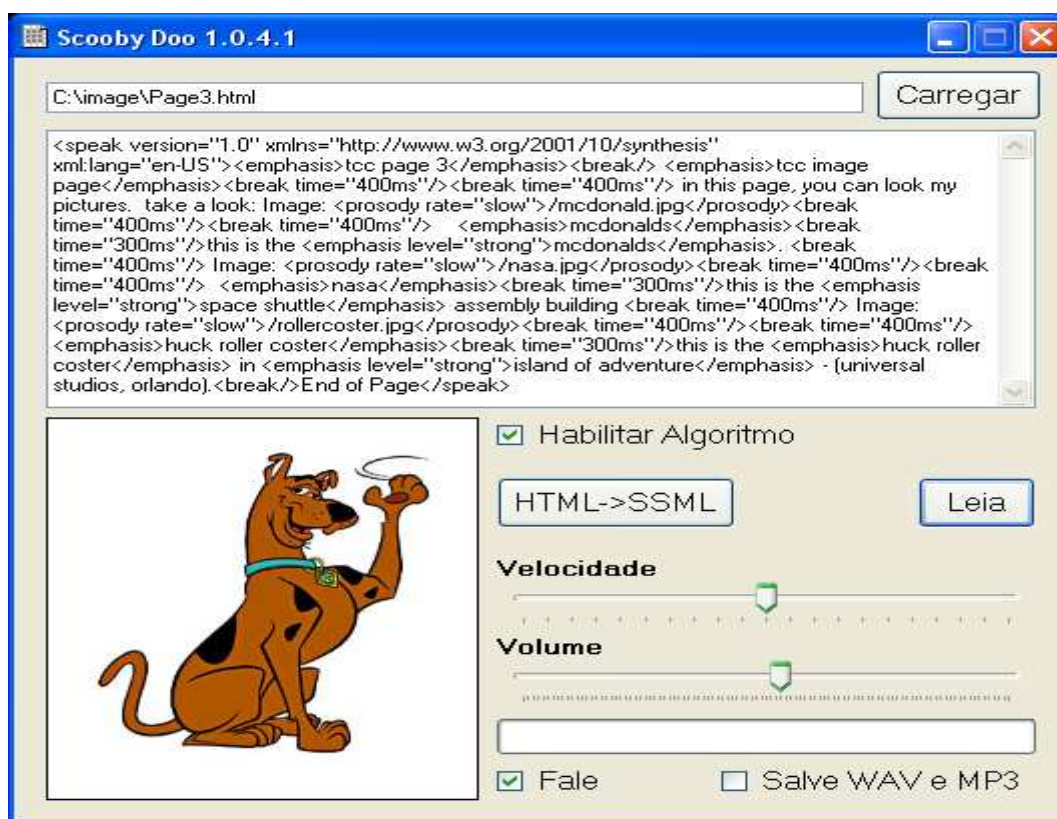 Scooby Doo 1.0.4.1
C:\image\Page3.html
Carregar
<speak version="1.0" xmlns="http://www.w3.org/2001/10/synthesis"
xml:lang="en-US"><emphasis>tcc page 3</emphasis><break/> <emphasis>tcc image
page</emphasis><break time="400ms"/><break time="400ms"/> in this page, you can look my
pictures.  take a look: Image: <prosody rate="slow">/mcdonald.jpg</prosody><break
time="400ms"/><break time="400ms"/>    <emphasis>mcdonalds</emphasis><break
time="300ms"/>this is the <emphasis level="strong">mcdonalds</emphasis>. <break
time="400ms"/> Image: <prosody rate="slow">/nasa.jpg</prosody><break time="400ms"/><break
time="400ms">  <emphasis>nasa</emphasis><break time="300ms"/>this is the <emphasis
level="strong">space shuttle</emphasis> assembly building <break time="400ms"/> Image:
<prosody rate="slow">/rollercoster.jpg</prosody><break time="400ms"/><break time="400ms"/>
<emphasis>huck roller coster</emphasis><break time="300ms"/>this is the <emphasis>huck roller
coster</emphasis> in <emphasis level="strong">island of adventure</emphasis> - (universal
studios, orlando).<break/>End of Page</speak>
Habilitar Algoritmo
HTML->SSML
Leia
Velocidade
Volume
Fale
Salve WAV e MP3